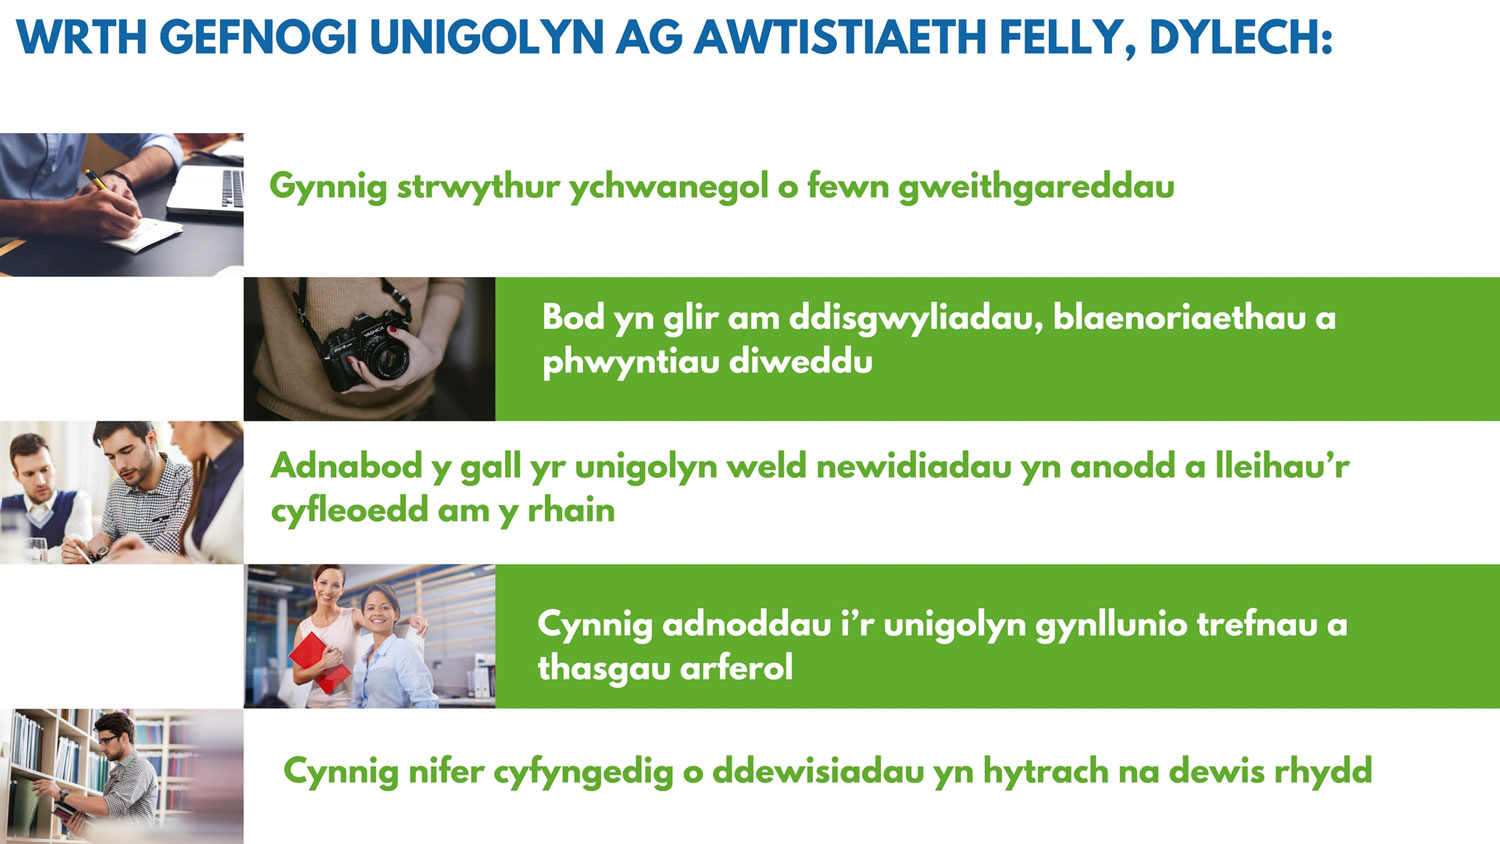 WRTH GEFNOGI UNIGOLYN AG AWTISTIAETH FELLY, DYLECH:
Gynnig strwythur ychwanegol o fewn gweithgareddau
Bod yn glir am ddisgwyliadau, blaenoriaethau a
phwyntiau diweddu
Adnabod y gall yr unigolyn weld newidiadau yn anodd a lleihau’r
cyfleoedd am y rhain
Cynnig adnoddau i’r unigolyn gynllunio trefnau a
thasgau arferol
Cynnig nifer cyfyngedig o ddewisiadau yn hytrach na dewis rhydd